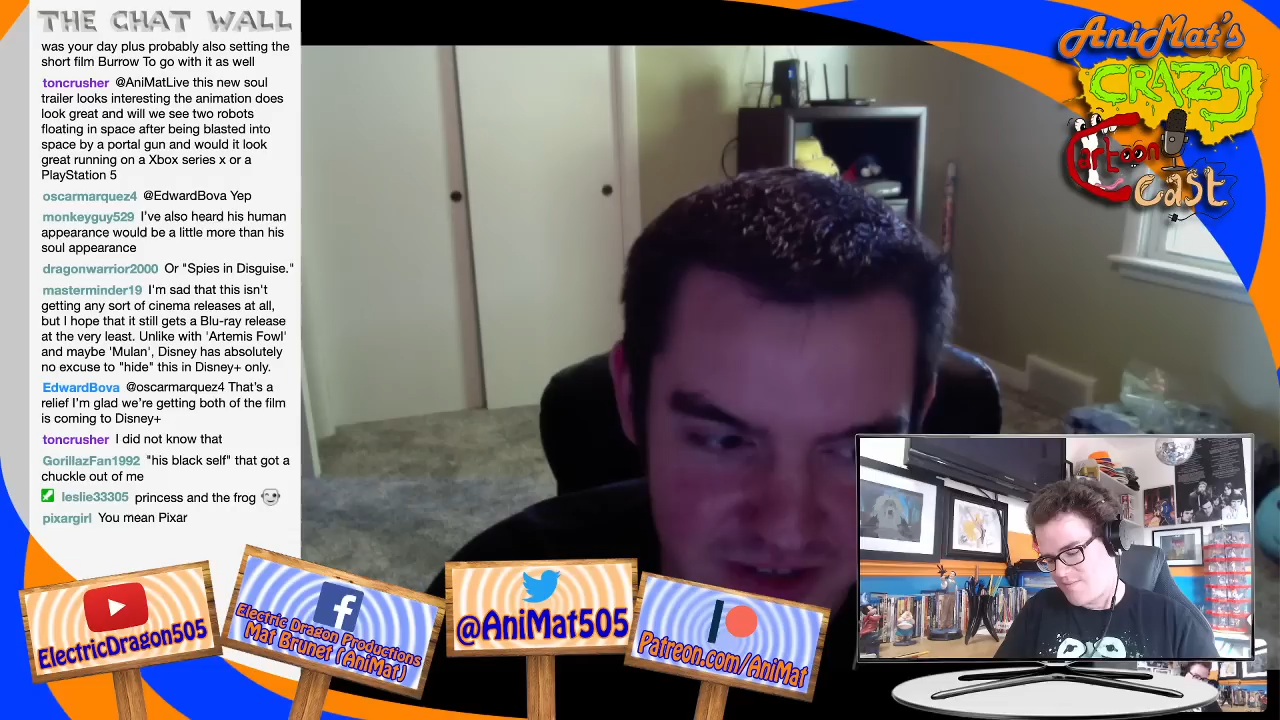 THE CHAT WALL
was your day plus probably also setting the
short film Burrow To go with it as well
toncrusher @AniMatLive this new soul
trailer looks interesting the animation does
look great and will we see two robots
floating in space after being blasted into
space by a portal gun and would it look
great running on a Xbox series x or a
PlayStation 5
oscarmarquez4 @EdwardBova Yep
monkeyguy529 I've also heard his human
appearance would be a little more than his
soul appearance
dragonwarrior2000 Or "Spies in Disguise."
masterminder19 I'm sad that this isn't
getting any sort of cinema releases at all,
but I hope that it still gets a Blu-ray release
at the very least. Unlike with 'Artemis Fowl'
and maybe 'Mulan', Disney has absolutely
no excuse to "hide" this in Disney+ only.
EdwardBova @oscarmarquez4 That's a
relief I'm glad we're getting both of the film
is coming to Disney+
toncrusher I did not know that
GorillazFan1992 "his black self" that got a
chuckle out of me
leslie33305 princess and the frog
pixargirl You mean Pixar
AniMat's
CRAZY
Cartoon
Cast
ElectricDragon505
Electric Dragon Productions
Mat Brunet (AniMat)
@AniMat505
Patreon.com/AniMat